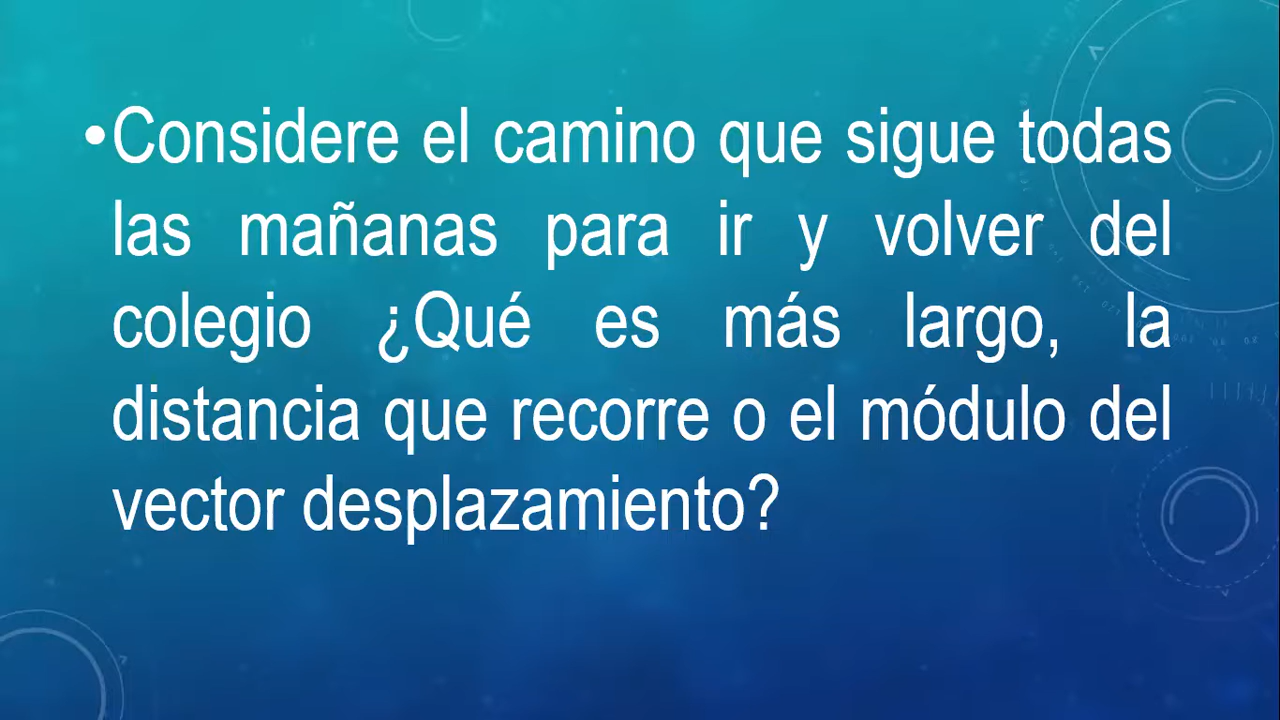 •Considere el camino que sigue todas
las mañanas para ir y volver del
colegio ¿Qué es más largo, la
distancia que recorre o el módulo del
vector desplazamiento?